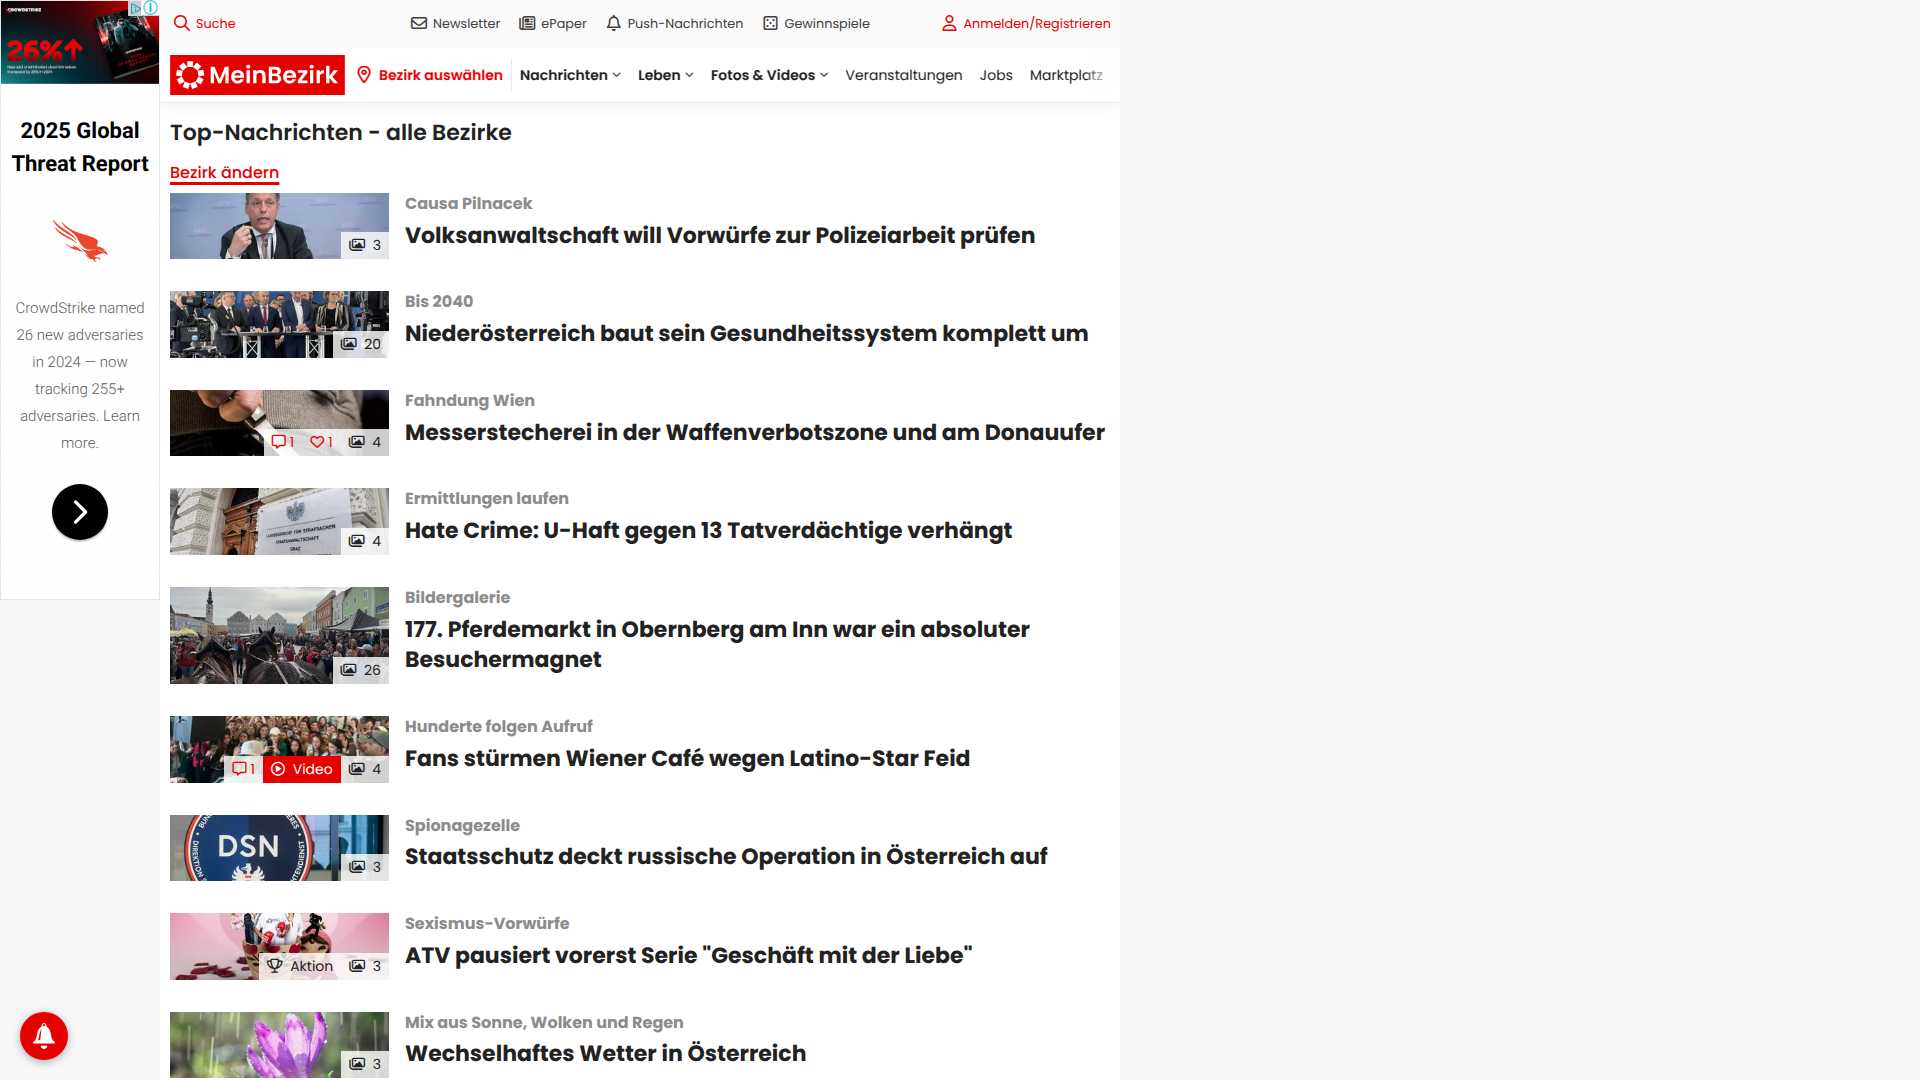 CROWDSTRIKE
26%↑
2025 Global
Threat Report
CrowdStrike named
26 new adversaries
in 2024 — now
tracking 255+
adversaries. Learn
more.
Suche
Newsletter
ePaper
Push-Nachrichten
Gewinnspiele
Anmelden/Registrieren
MeinBezirk
Bezirk auswählen
Nachrichten
Leben
Fotos & Videos
Veranstaltungen
Jobs
Marktplatz
Top-Nachrichten - alle Bezirke
Bezirk ändern
3
Causa Pilnacek
Volksanwaltschaft will Vorwürfe zur Polizeiarbeit prüfen
20
Bis 2040
Niederösterreich baut sein Gesundheitssystem komplett um
1 1 4
Fahndung Wien
Messerstecherei in der Waffenverbotszone und am Donauufer
LANDESGERICHT FÜR STRAFSACHEN
STAATSANWALTSCHAFT
GRAZ
4
Ermittlungen laufen
Hate Crime: U-Haft gegen 13 Tatverdächtige verhängt
26
Bildergalerie
177. Pferdemarkt in Obernberg am Inn war ein absoluter
Besuchermagnet
1 Video 4
Hunderte folgen Aufruf
Fans stürmen Wiener Café wegen Latino-Star Feid
DSN
3
Spionagezelle
Staatsschutz deckt russische Operation in Österreich auf
Aktion 3
Sexismus-Vorwürfe
ATV pausiert vorerst Serie "Geschäft mit der Liebe"
3
Mix aus Sonne, Wolken und Regen
Wechselhaftes Wetter in Österreich